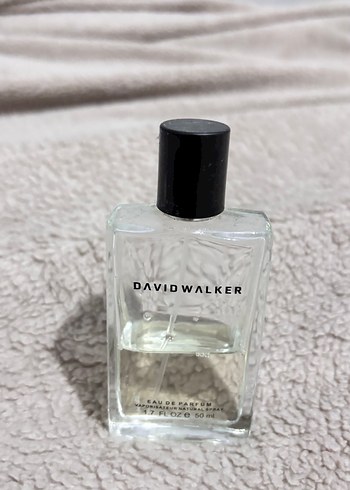 DAVIDWALKER
EAU DE PARFUM
VAPORISATEUR NATURAL SPRAY
1.7 FL OZ e 50 ml